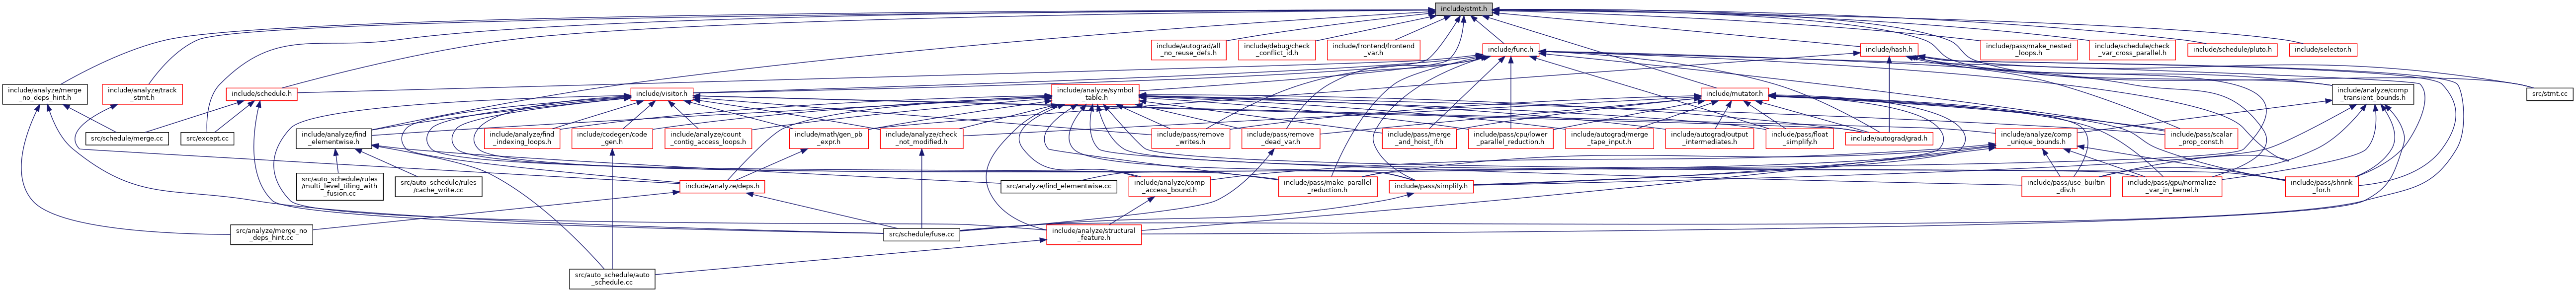 include/stmt.h
include/autograd/all
_no_reuse_defs.h
include/debug/check
_conflict_id.h
include/frontend/frontend
_var.h
include/func.h
include/hash.h
include/pass/make_nested
_loops.h
include/schedule/check
_var_cross_parallel.h
include/schedule/pluto.h
include/selector.h
include/analyze/merge
_no_deps_hint.h
include/analyze/track
_stmt.h
include/schedule.h
include/visitor.h
include/analyze/symbol
_table.h
include/mutator.h
include/analyze/comp
_transient_bounds.h
src/stmt.cc
src/schedule/merge.cc
src/except.cc
include/analyze/find
_elementwise.h
include/analyze/find
_indexing_loops.h
include/codegen/code
_gen.h
include/analyze/count
_contig_access_loops.h
include/math/gen_pb
_expr.h
include/analyze/check
_not_modified.h
include/pass/remove
_writes.h
include/pass/remove
_dead_var.h
include/pass/merge
_and_hoist_if.h
include/pass/cpu/lower
_parallel_reduction.h
include/autograd/merge
_tape_input.h
include/autograd/output
_intermediates.h
include/pass/float
_simplify.h
include/autograd/grad.h
include/analyze/comp
_unique_bounds.h
include/pass/scalar
_prop_const.h
src/auto_schedule/rules
/multi_level_tiling_with
_fusion.cc
src/auto_schedule/rules
/cache_write.cc
include/analyze/deps.h
src/analyze/find_elementwise.cc
include/analyze/comp
_access_bound.h
include/pass/make_parallel
_reduction.h
include/pass/simplify.h
include/pass/use_builtin
_div.h
include/pass/gpu/normalize
_var_in_kernel.h
include/pass/shrink
_for.h
src/analyze/merge_no
_deps_hint.cc
src/schedule/fuse.cc
include/analyze/structural
_feature.h
src/auto_schedule/auto
_schedule.cc